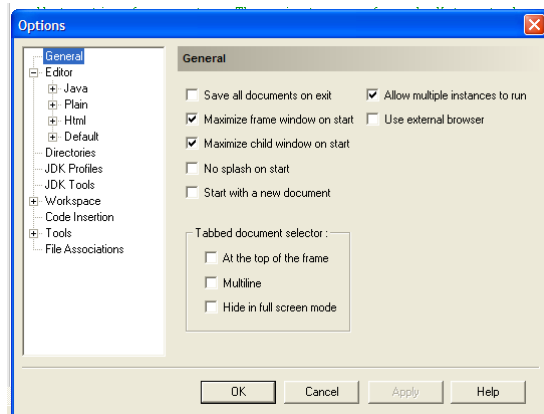 Options
General
Editor
Java
Plain
Html
Default
Directories
JDK Profiles
JDK Tools
Workspace
Code Insertion
Tools
File Associations
General
Save all documents on exit
Allow multiple instances to run
Maximize frame window on start
Use external browser
Maximize child window on start
No splash on start
Start with a new document
Tabbed document selector :
At the top of the frame
Multiline
Hide in full screen mode
OK Cancel Apply Help